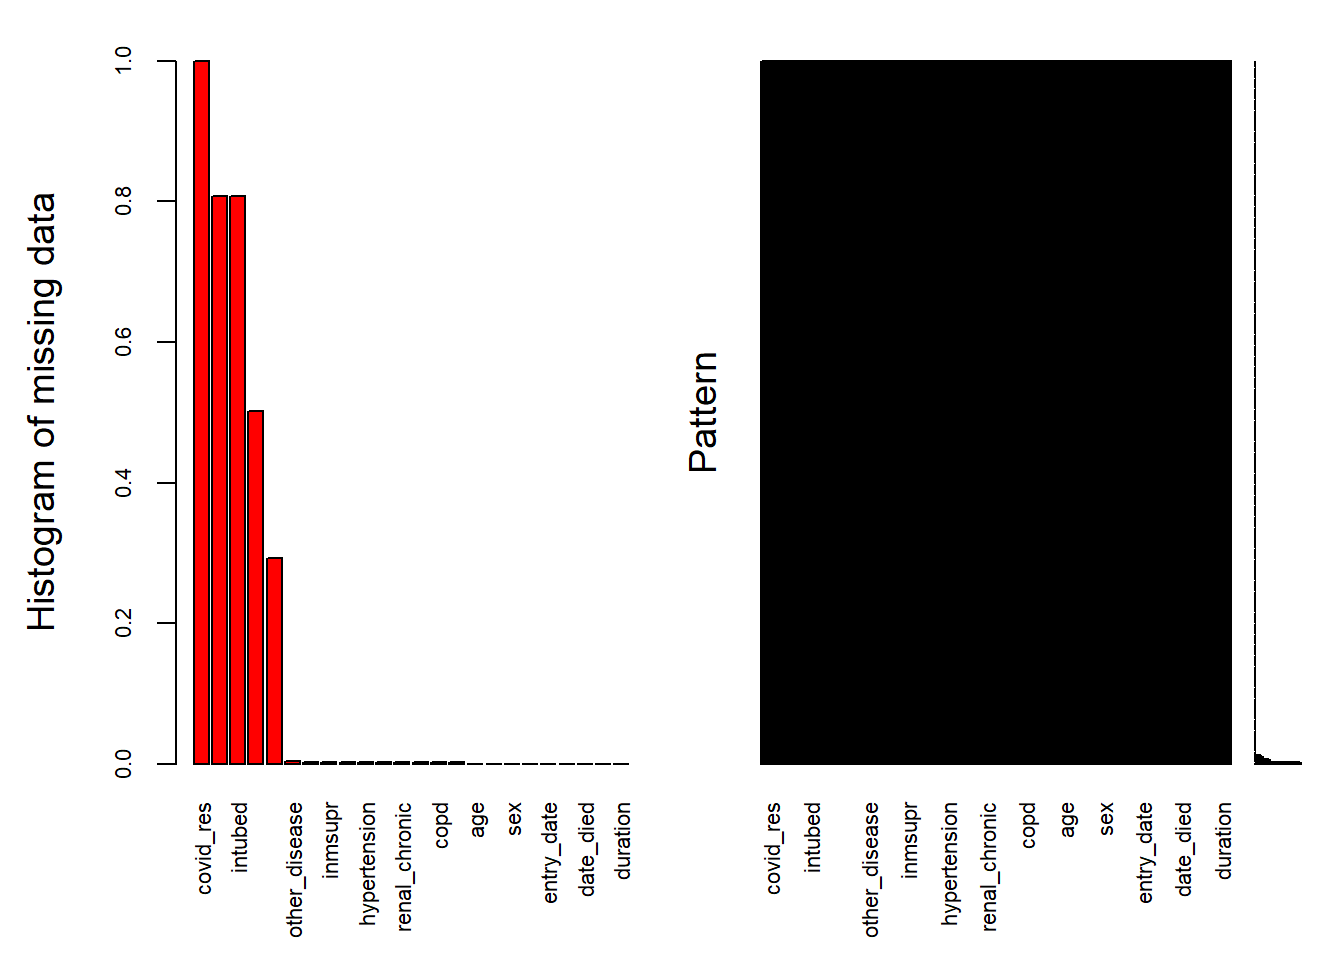 Histogram of missing data
1.0
0.8
0.6
0.4
0.2
0.0
covid_res
intubed
other_disease
inmsupr
hypertension
renal_chronic
copd
age
sex
entry_date
date_died
duration
Pattern
covid_res
intubed
other_disease
inmsupr
hypertension
renal_chronic
copd
age
sex
entry_date
date_died
duration